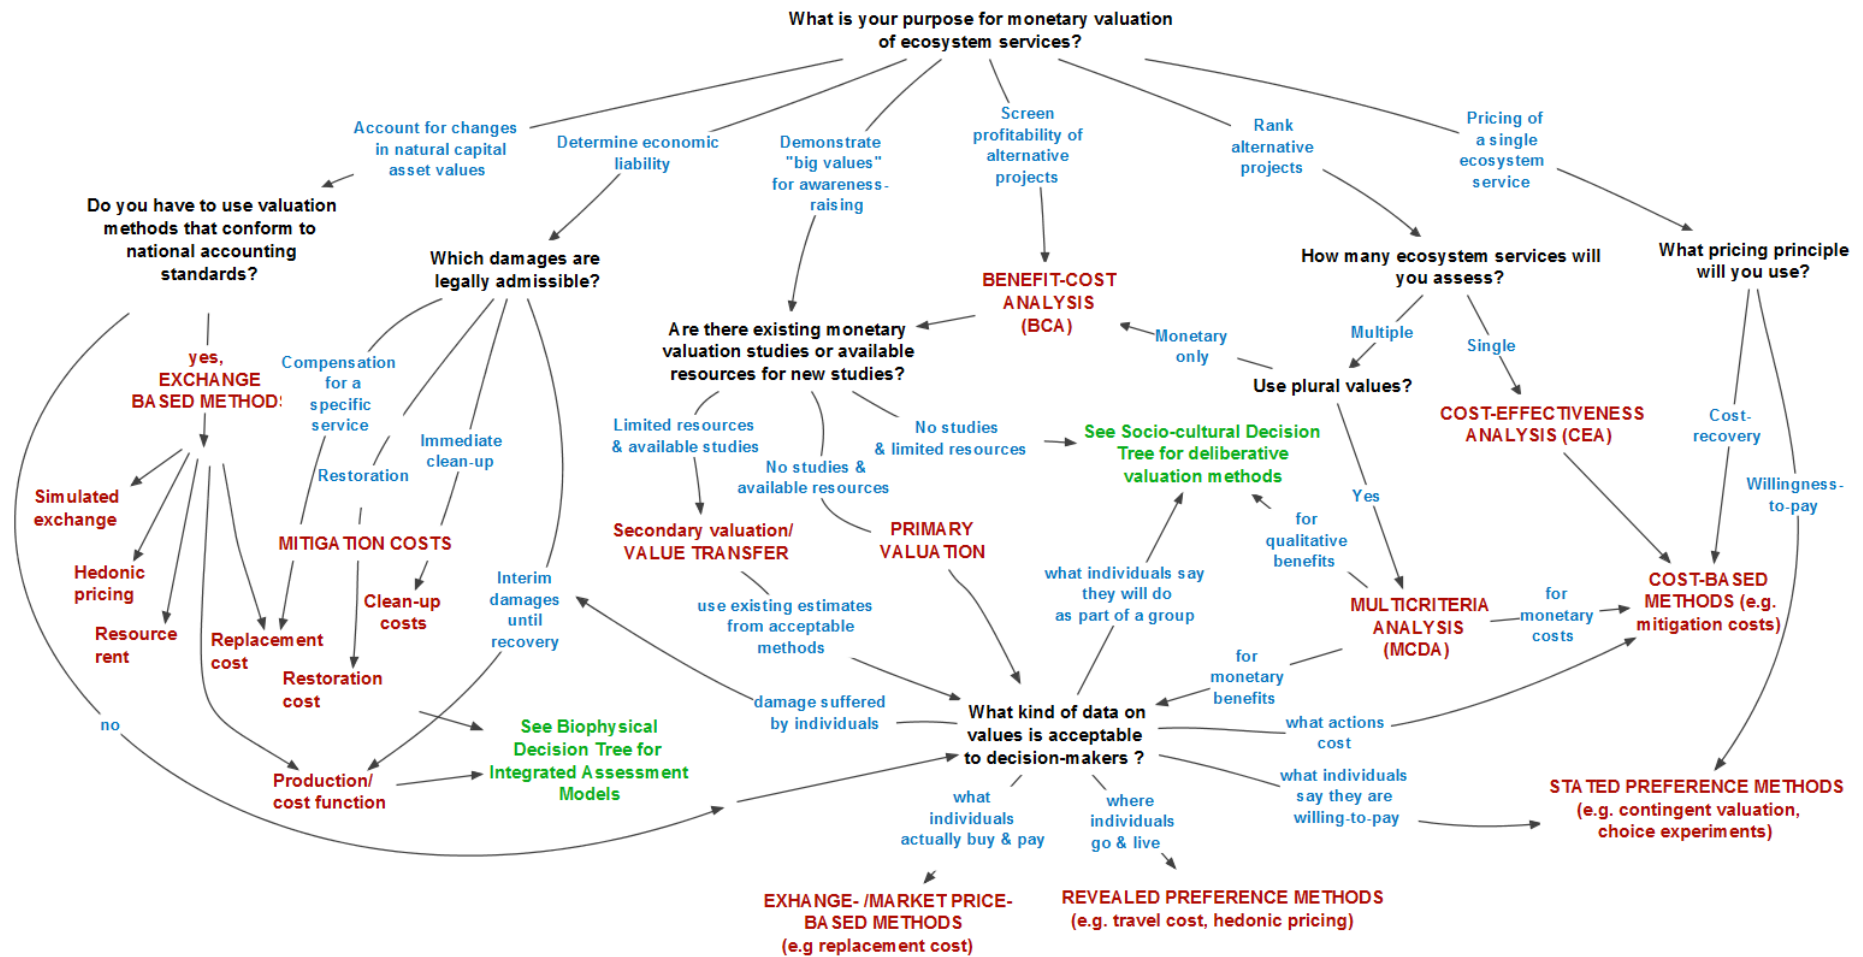 What is your purpose for monetary valuation
of ecosystem services?
Account for changes
in natural capital
asset values
Determine economic
liability
Demonstrate
"big values"
for awareness-
raising
Screen
profitability of
alternative
projects
Rank
alternative
projects
Pricing of
a single
ecosystem
service
Do you have to use valuation
methods that conform to
national accounting
standards?
Which damages are
legally admissible?
BENEFIT-COST
ANALYSIS
(BCA)
How many ecosystem services will
you assess?
What pricing principle
will you use?
Are there existing monetary
valuation studies or available
resources for new studies?
Monetary
only
Multiple
Single
Use plural values?
yes,
EXCHANGE
BASED METHODS
Compensation
for a
specific
service
Restoration
Immediate
clean-up
Limited resources
& available studies
No studies &
available resources
No studies
& limited resources
See Socio-cultural Decision
Tree for deliberative
valuation methods
COST-EFFECTIVENESS
ANALYSIS (CEA)
Cost-
recovery
Willingness-
to-pay
Yes
Simulated
exchange
Hedonic
pricing
Resource
rent
Replacement
cost
MITIGATION COSTS
Restoration
cost
Clean-up
costs
Interim
damages
until
recovery
Secondary valuation/
VALUE TRANSFER
PRIMARY
VALUATION
use existing estimates
from acceptable
methods
what individuals say
they will do
as part of a group
for
qualitative
benefits
MULTICRITERIA
ANALYSIS
(MCDA)
for
monetary
costs
COST-BASED
METHODS (e.g.
mitigation costs)
for
monetary
benefits
damage suffered
by individuals
What kind of data on
values is acceptable
to decision-makers ?
what actions
cost
no
See Biophysical
Decision Tree for
Integrated Assessment
Models
Production/
cost function
what
individuals
actually buy & pay
where
individuals
go & live
what individuals
say they are
willing-to-pay
STATED PREFERENCE METHODS
(e.g. contingent valuation,
choice experiments)
EXHANGE- /MARKET PRICE-
BASED METHODS
(e.g replacement cost)
REVEALED PREFERENCE METHODS
(e.g. travel cost, hedonic pricing)